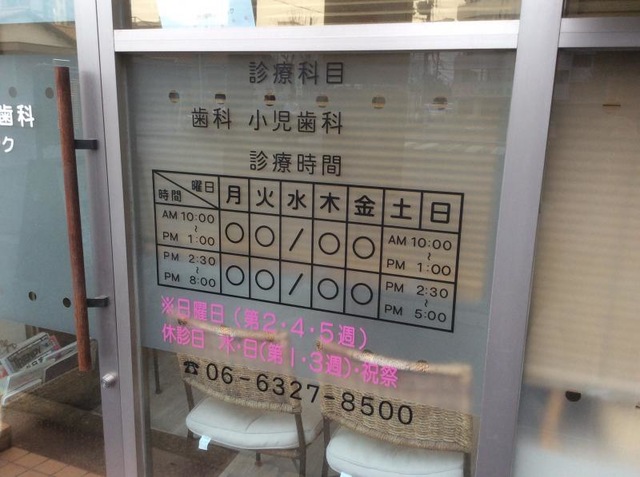 歯科
ク
診療科目
歯科 小児歯科
診療時間
曜日 時間 月 火 水 木 金 土 日
AM 10:00 ~ PM 1:00 ○ ○ / ○ ○ AM 10:00 ~ PM 1:00
PM 2:30 ~ PM 8:00 ○ ○ / ○ ○ PM 2:30 ~ PM 5:00
※日曜日(第2・4・5週)
休診日 水・日(第1・3週)・祝祭
☎06-6327-8500